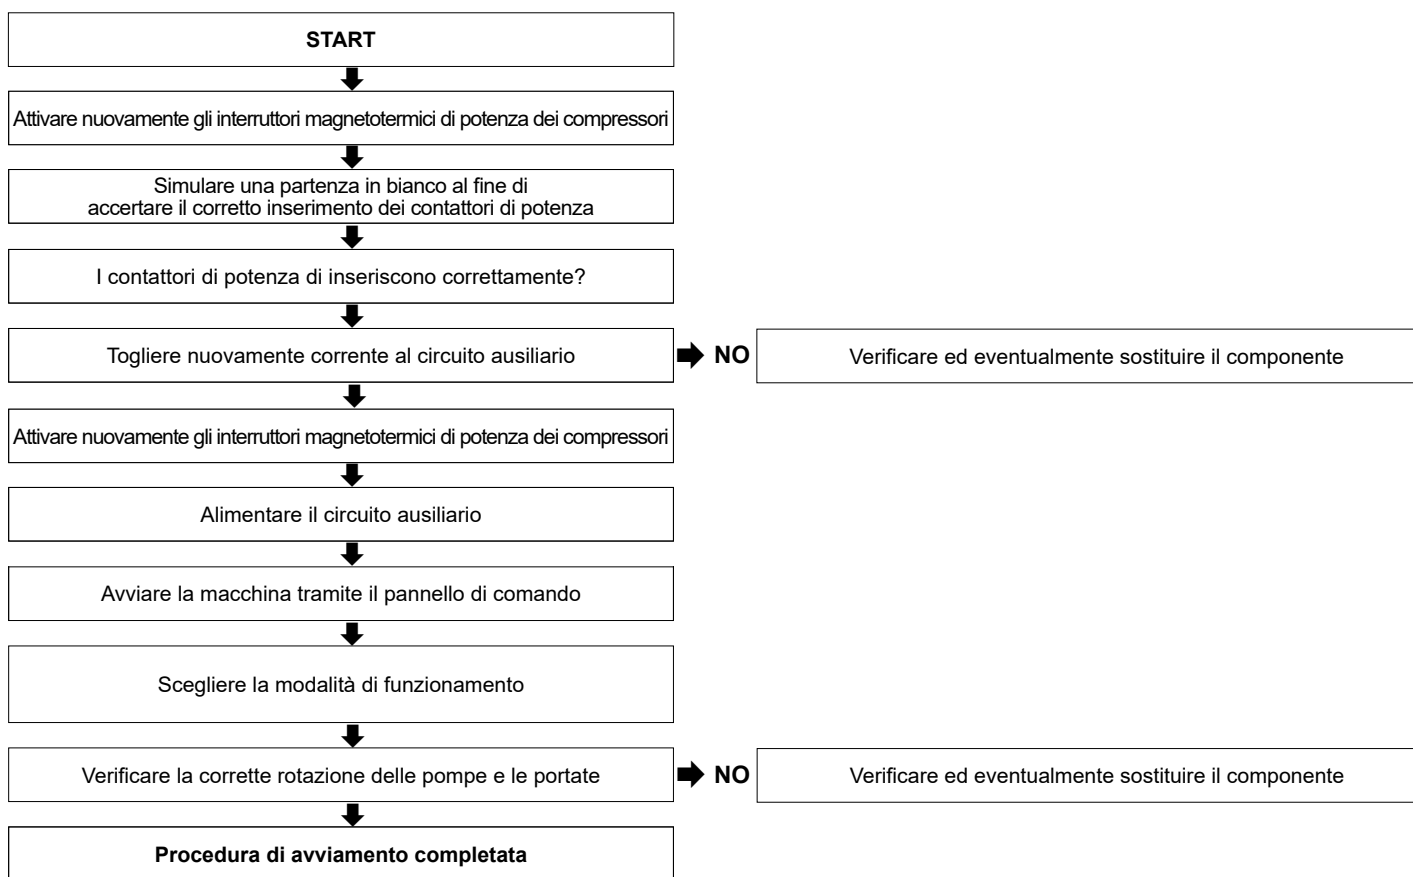 START
Attivare nuovamente gli interruttori magnetotermici di potenza dei compressori
Simulare una partenza in bianco al fine di
accertare il corretto inserimento dei contattori di potenza
I contattori di potenza di inseriscono correttamente?
Togliere nuovamente corrente al circuito ausiliario
NO
Verificare ed eventualmente sostituire il componente
Attivare nuovamente gli interruttori magnetotermici di potenza dei compressori
Alimentare il circuito ausiliario
Avviare la macchina tramite il pannello di comando
Scegliere la modalità di funzionamento
Verificare la corrette rotazione delle pompe e le portate
NO
Verificare ed eventualmente sostituire il componente
Procedura di avviamento completata